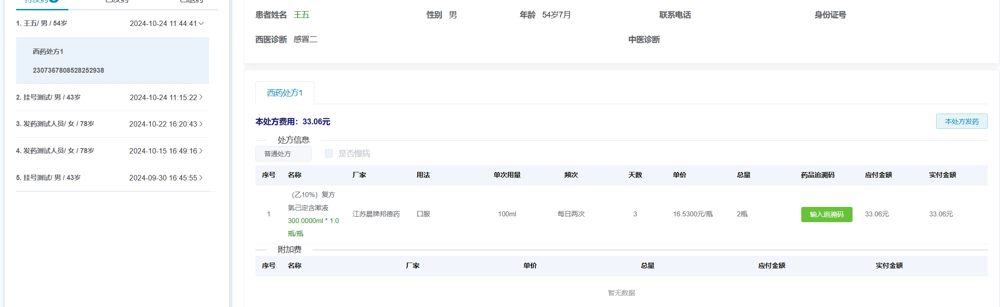 待发药
已发药
已退药
1. 王五/ 男 / 54岁 2024-10-24 11:44:41
西药处方1
2307367808528252938
2. 挂号测试/ 男 / 43岁 2024-10-24 11:15:22
3. 发药测试人员/ 女 / 78岁 2024-10-22 16:20:43
4. 发药测试人员/ 女 / 78岁 2024-10-15 16:49:16
5. 挂号测试/ 男 / 43岁 2024-09-30 16:45:55
患者姓名 王五 性别 男 年龄 54岁7月 联系电话 身份证号
西医诊断 感冒二 中医诊断
西药处方1
本处方费用：33.06元 本处方发药
处方信息
普通处方 是否慢病
序号 名称 厂家 用法 单次用量 频次 天数 单价 总量 药品追溯码 应付金额 实付金额
（乙10%）复方
氯己定含漱液
1 江苏晨牌邦德药 口服 100ml 每日两次 3 16.5300元/瓶 2瓶 输入追溯码 33.06元 33.06元
300.0000ml * 1.0
瓶/瓶
附加费
序号 名称 厂家 单价 总量 应付金额 实付金额
暂无数据